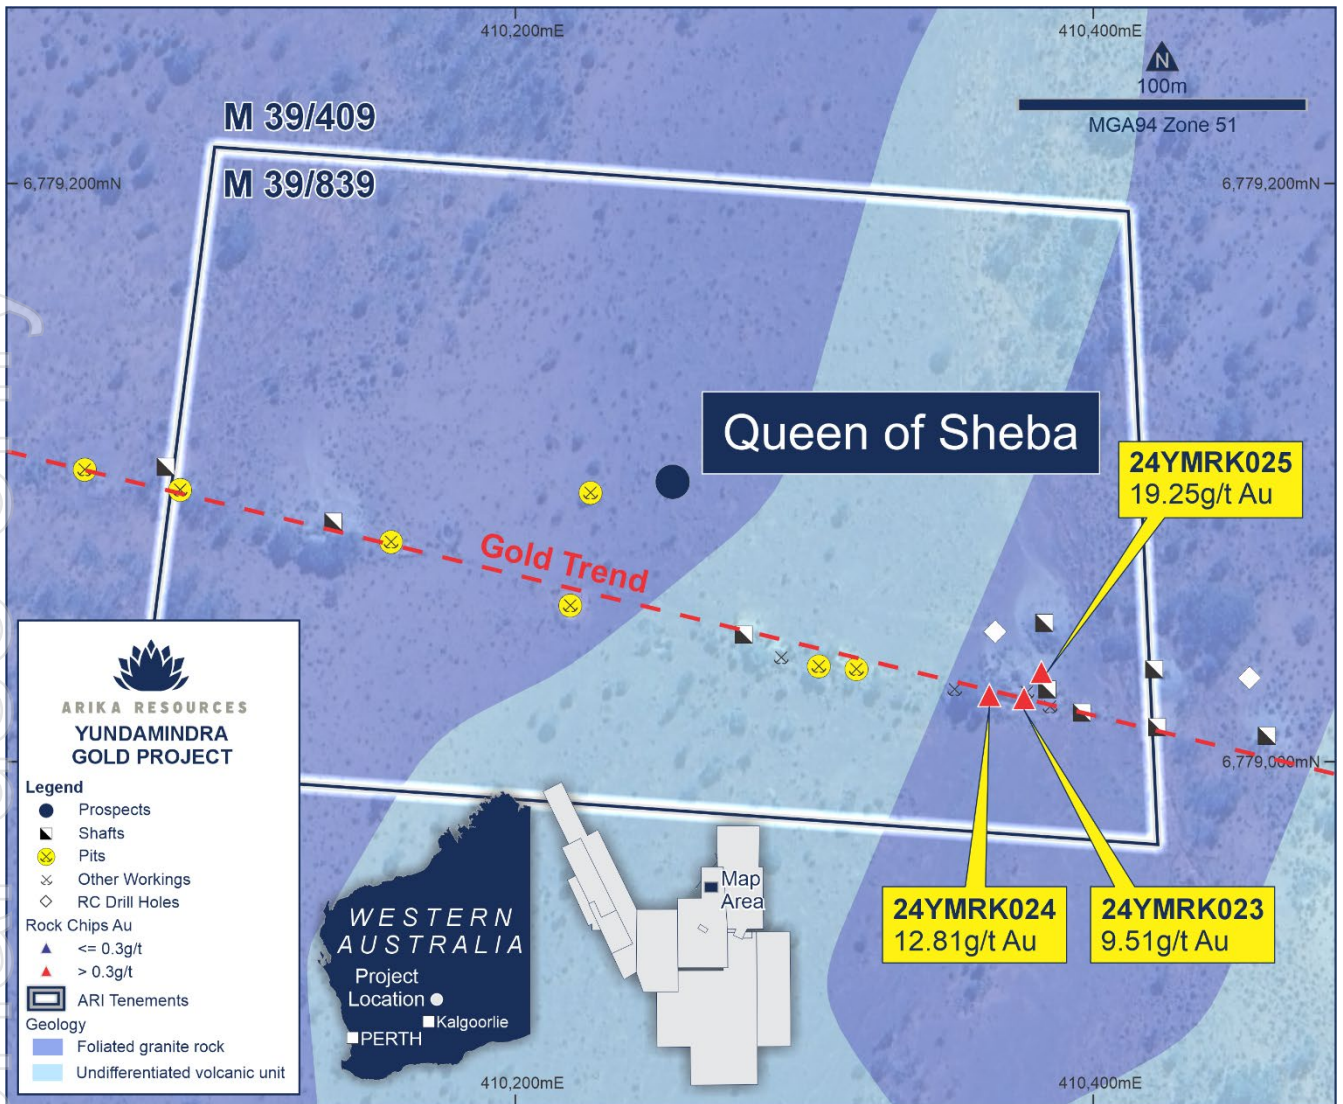 410,200mE
410,400mE
N
100m
MGA94 Zone 51
M 39/409
M 39/839
6,779,200mN
6,779,200mN
Queen of Sheba
24YMRK025
19.25g/t Au
Gold Trend
6,779,000mN
ARIKA RESOURCES
YUNDAMINDRA
GOLD PROJECT
Legend
Prospects
Shafts
Pits
Other Workings
RC Drill Holes
Rock Chips Au
<= 0.3g/t
> 0.3g/t
ARI Tenements
Geology
Foliated granite rock
Undifferentiated volcanic unit
WESTERN
AUSTRALIA
Project
Location
Kalgoorlie
PERTH
Map
Area
24YMRK024
12.81g/t Au
24YMRK023
9.51g/t Au
410,200mE
410,400mE